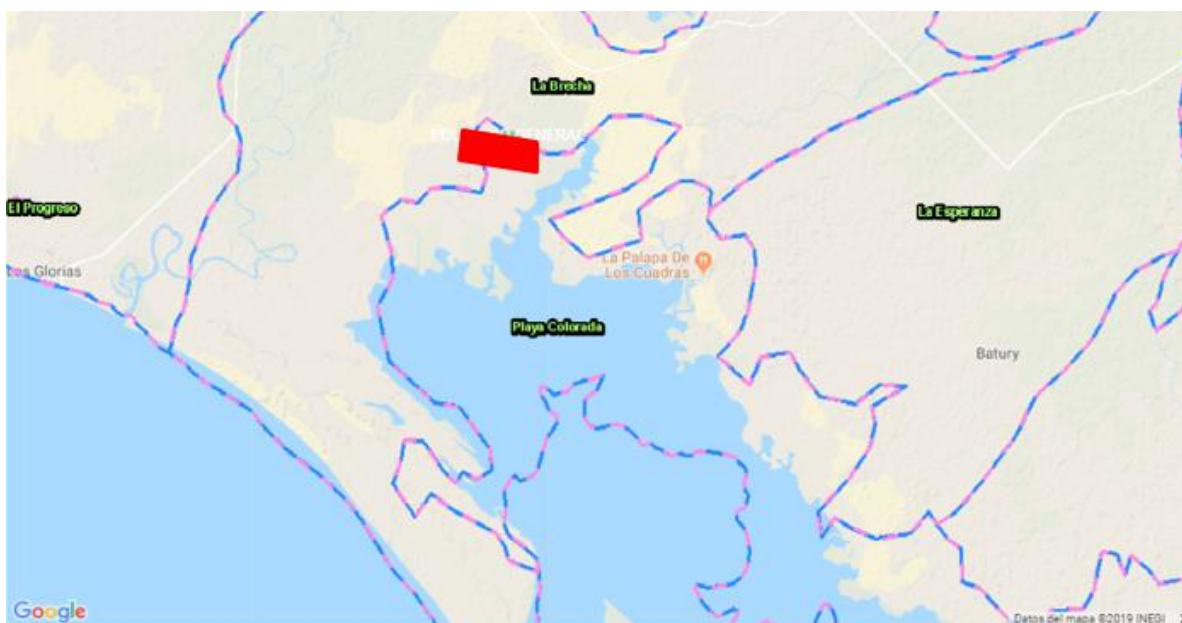 La Brecha
GENERAL
El Progreso
La Esperanza
Las Glorias
La Palapa De
Los Cuadras
Playa Colorada
Batury
Google
Datos del mapa ©2019 INEGI